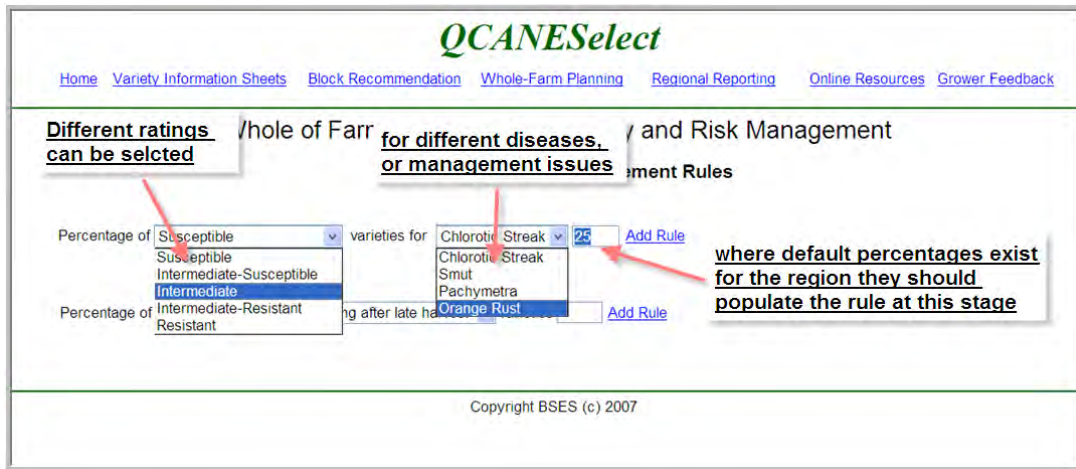 QCANESelect
Home Variety Information Sheets Block Recommendation Whole-Farm Planning Regional Reporting Online Resources Grower Feedback
Different ratings
can be selcted
of
for different diseases,
or management issues
and Risk Management
Rules
Percentage of Susceptible varieties for Chlorotic Streak 25 Add Rule
Susceptible
Intermediate-Susceptible
Intermediate
Intermediate-Resistant
Resistant
Chlorotic Streak
Smut
Pachymetra
Orange Rust
where default percentages exist
for the region they should
populate the rule at this stage
Percentage of after late Add Rule
Copyright BSES (c) 2007